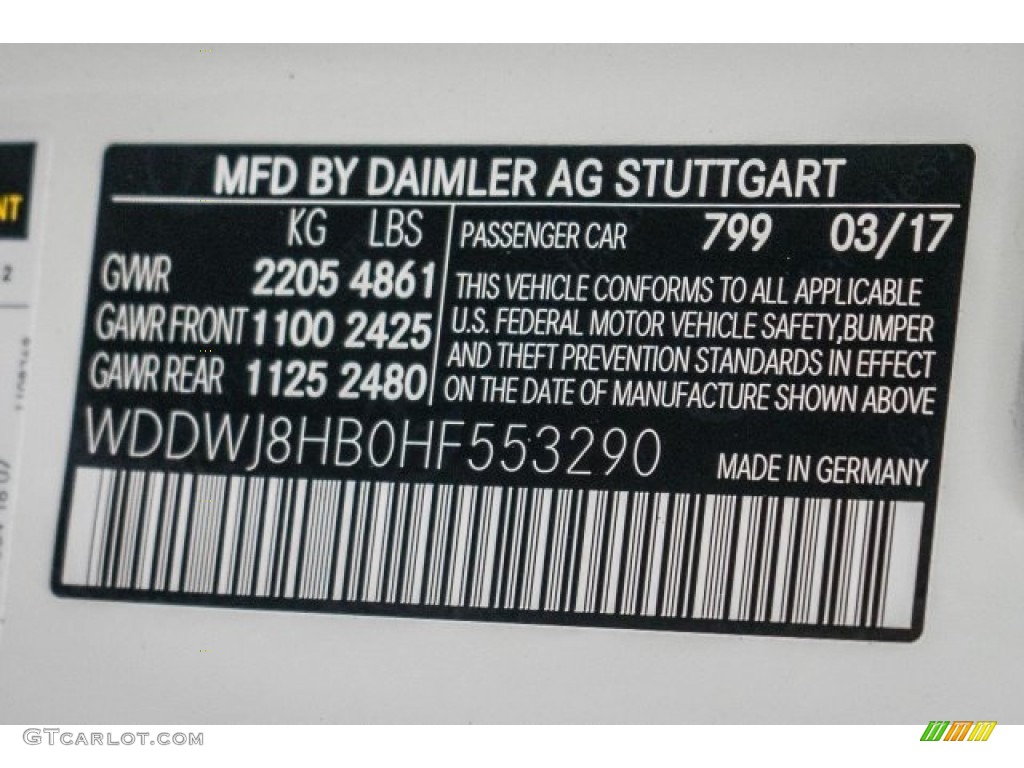 MFD BY DAIMLER AG STUTTGART
KG LBS
GVWR 2205 4861
GAWR FRONT 1100 2425
GAWR REAR 1125 2480
PASSENGER CAR 799 03/17
THIS VEHICLE CONFORMS TO ALL APPLICABLE
U.S. FEDERAL MOTOR VEHICLE SAFETY,BUMPER
AND THEFT PREVENTION STANDARDS IN EFFECT
ON THE DATE OF MANUFACTURE SHOWN ABOVE
WDDWJ8HB0HF553290
MADE IN GERMANY
NT
2
GTCARLOT.COM